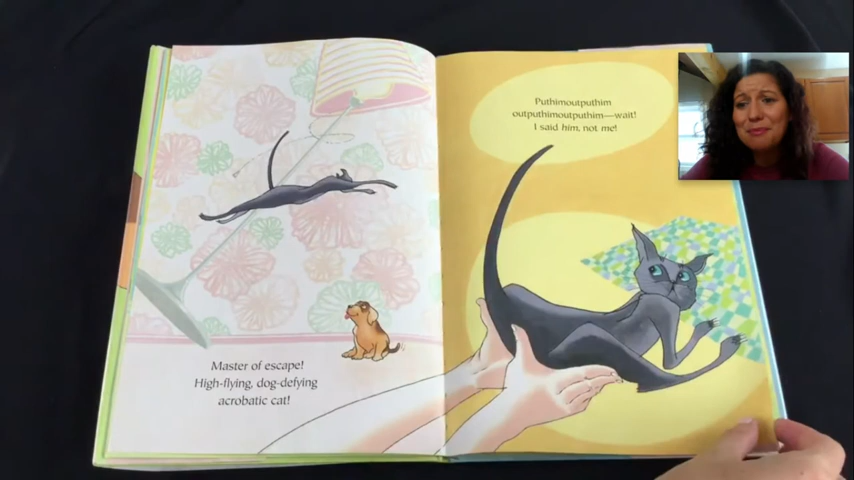 Master of escape!
High-flying, dog-defying
acrobatic cat!
Puthimoutputhim
outputhimoutputhim—wait!
I said him, not me!